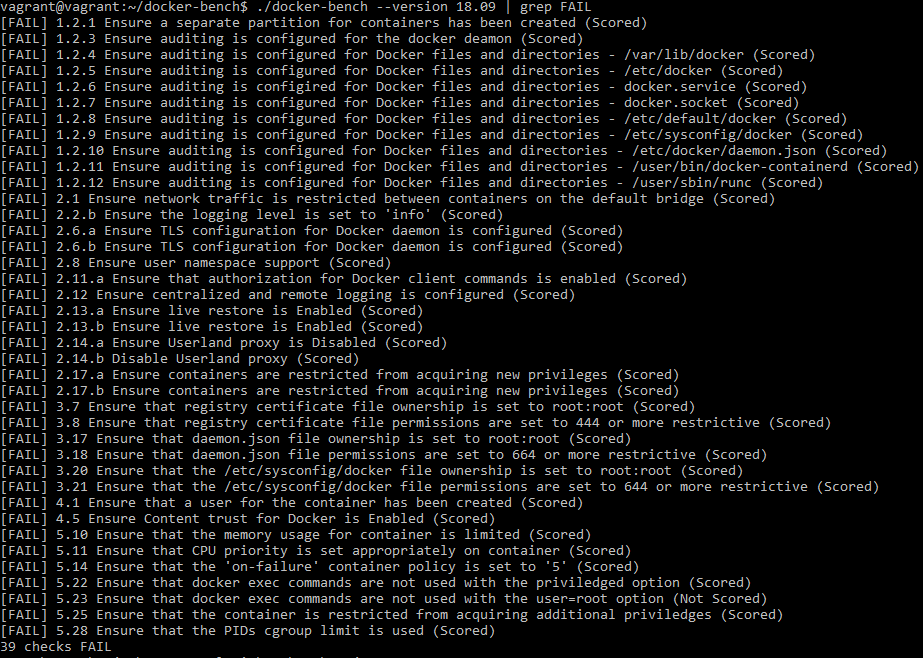 vagrant@vagrant:~/docker-bench$ ./docker-bench --version 18.09 | grep FAIL
[FAIL] 1.2.1 Ensure a separate partition for containers has been created (Scored)
[FAIL] 1.2.3 Ensure auditing is configured for the docker deamon (Scored)
[FAIL] 1.2.4 Ensure auditing is configured for Docker files and directories - /var/lib/docker (Scored)
[FAIL] 1.2.5 Ensure auditing is configured for Docker files and directories - /etc/docker (Scored)
[FAIL] 1.2.6 Ensure auditing is configured for Docker files and directories - docker.service (Scored)
[FAIL] 1.2.7 Ensure auditing is configured for Docker files and directories - docker.socket (Scored)
[FAIL] 1.2.8 Ensure auditing is configured for Docker files and directories - /etc/default/docker (Scored)
[FAIL] 1.2.9 Ensure auditing is configured for Docker files and directories - /etc/sysconfig/docker (Scored)
[FAIL] 1.2.10 Ensure auditing is configured for Docker files and directories - /etc/docker/daemon.json (Scored)
[FAIL] 1.2.11 Ensure auditing is configured for Docker files and directories - /user/bin/docker-containerd (Scored)
[FAIL] 1.2.12 Ensure auditing is configured for Docker files and directories - /user/sbin/runc (Scored)
[FAIL] 2.1 Ensure network traffic is restricted between containers on the default bridge (Scored)
[FAIL] 2.2.b Ensure the logging level is set to 'info' (Scored)
[FAIL] 2.6.a Ensure TLS configuration for Docker daemon is configured (Scored)
[FAIL] 2.6.b Ensure TLS configuration for Docker daemon is configured (Scored)
[FAIL] 2.8 Ensure user namespace support (Scored)
[FAIL] 2.11.a Ensure that authorization for Docker client commands is enabled (Scored)
[FAIL] 2.12 Ensure centralized and remote logging is configured (Scored)
[FAIL] 2.13.a Ensure live restore is Enabled (Scored)
[FAIL] 2.13.b Ensure live restore is Enabled (Scored)
[FAIL] 2.14.a Ensure Userland proxy is Disabled (Scored)
[FAIL] 2.14.b Disable Userland proxy (Scored)
[FAIL] 2.17.a Ensure containers are restricted from acquiring new privileges (Scored)
[FAIL] 2.17.b Ensure containers are restricted from acquiring new privileges (Scored)
[FAIL] 3.7 Ensure that registry certificate file ownership is set to root:root (Scored)
[FAIL] 3.8 Ensure that registry certificate file permissions are set to 444 or more restrictive (Scored)
[FAIL] 3.17 Ensure that daemon.json file ownership is set to root:root (Scored)
[FAIL] 3.18 Ensure that daemon.json file permissions are set to 664 or more restrictive (Scored)
[FAIL] 3.20 Ensure that the /etc/sysconfig/docker file ownership is set to root:root (Scored)
[FAIL] 3.21 Ensure that the /etc/sysconfig/docker file permissions are set to 644 or more restrictive (Scored)
[FAIL] 4.1 Ensure that a user for the container has been created (Scored)
[FAIL] 4.5 Ensure Content trust for Docker is Enabled (Scored)
[FAIL] 5.10 Ensure that the memory usage for container is limited (Scored)
[FAIL] 5.11 Ensure that CPU priority is set appropriately on container (Scored)
[FAIL] 5.14 Ensure that the 'on-failure' container policy is set to '5' (Scored)
[FAIL] 5.22 Ensure that docker exec commands are not used with the priviledged option (Scored)
[FAIL] 5.23 Ensure that docker exec commands are not used with the user=root option (Not Scored)
[FAIL] 5.25 Ensure that the container is restricted from acquiring additional priviledges (Scored)
[FAIL] 5.28 Ensure that the PIDs cgroup limit is used (Scored)
39 checks FAIL